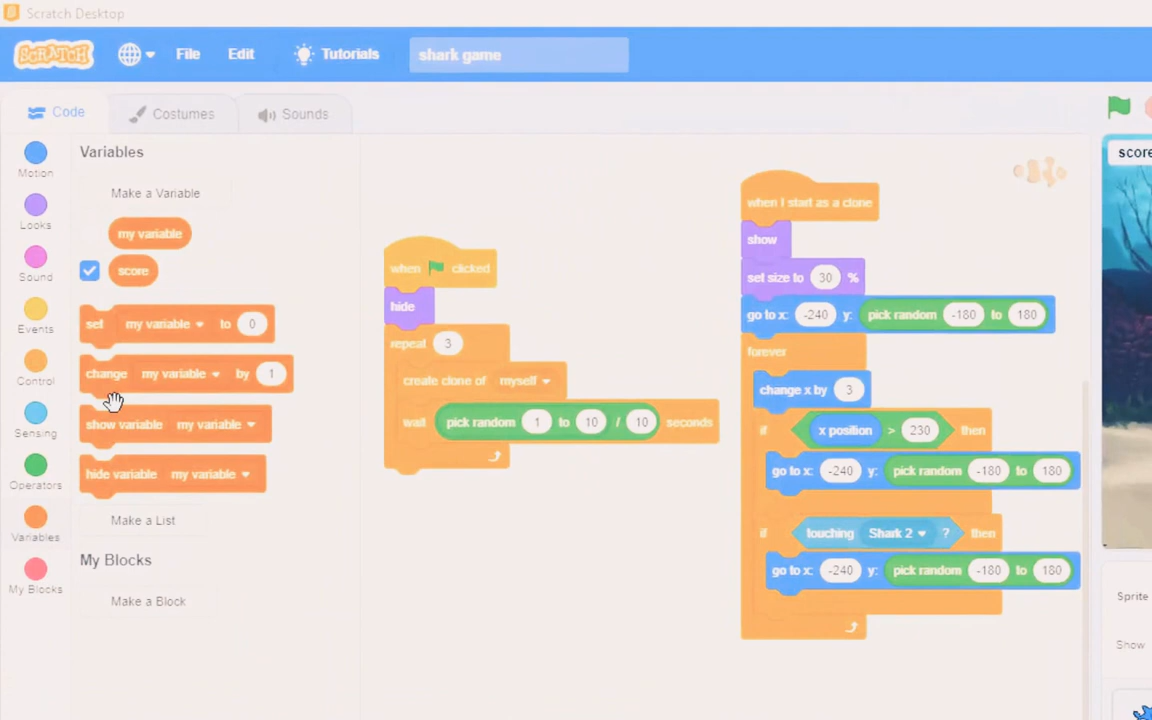 Scratch Desktop
SCRATCH File Edit Tutorials shark game
Code Costumes Sounds
Motion
Looks
Sound
Events
Control
Sensing
Operators
Variables
My Blocks
Variables
Make a Variable
my variable
score
set my variable to 0
change my variable by 1
show variable my variable
hide variable my variable
Make a List
My Blocks
Make a Block
when clicked
hide
repeat 3
create clone of myself
wait pick random 1 to 10 / 10 seconds
when I start as a clone
show
set size to 30 %
go to x: -240 y: pick random -180 to 180
forever
change x by 3
if x position > 230 then
go to x: -240 y: pick random -180 to 180
if touching Shark 2 ? then
go to x: -240 y: pick random -180 to 180
score
Sprite
Show